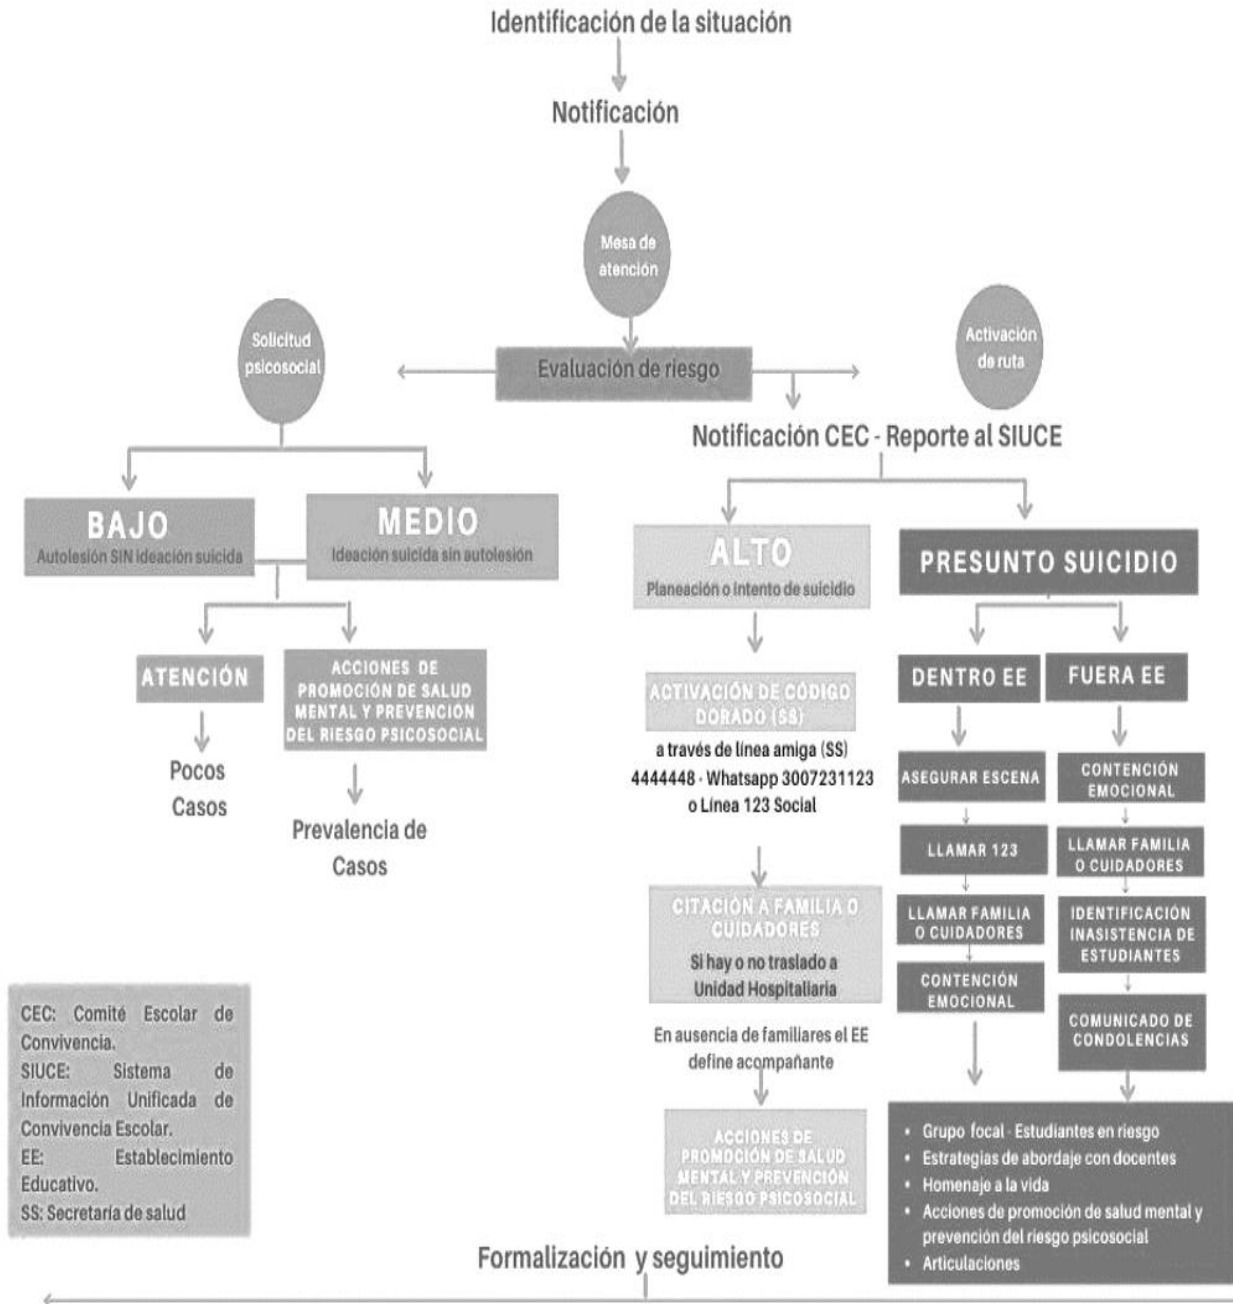 Identificación de la situación
Notificación
Mesa de
atención
Solicitud
psicosocial
Evaluación de riesgo
Activación
de ruta
Notificación CEC - Reporte al SIUCE
BAJO
Autolesión SIN ideación suicida
MEDIO
Ideación suicida sin autolesión
ATENCIÓN
Pocos
Casos
ACCIONES DE
PROMOCIÓN DE SALUD
MENTAL Y PREVENCIÓN
DEL RIESGO PSICOSOCIAL
Prevalencia de
Casos
ALTO
Planeación o intento de suicidio
ACTIVACIÓN DE CÓDIGO
DORADO (SS)
a través de línea amiga (SS)
4444448 - Whatsapp 3007231123
o Línea 123 Social
CITACIÓN A FAMILIA O
CUIDADORES
Si hay o no traslado a
Unidad Hospitaliaria
En ausencia de familiares el EE
define acompañante
ACCIONES DE
PROMOCIÓN DE SALUD
MENTAL Y PREVENCIÓN
DEL RIESGO PSICOSOCIAL
PRESUNTO SUICIDIO
DENTRO EE
ASEGURAR ESCENA
LLAMAR 123
LLAMAR FAMILIA
O CUIDADORES
CONTENCIÓN
EMOCIONAL
FUERA EE
CONTENCIÓN
EMOCIONAL
LLAMAR FAMILIA
O CUIDADORES
IDENTIFICACIÓN
INASISTENCIA DE
ESTUDIANTES
COMUNICADO DE
CONDOLENCIAS
• Grupo focal - Estudiantes en riesgo
• Estrategias de abordaje con docentes
• Homenaje a la vida
• Acciones de promoción de salud mental y
prevención del riesgo psicosocial
• Articulaciones
CEC: Comité Escolar de
Convivencia.
SIUCE: Sistema de
Información Unificada de
Convivencia Escolar.
EE: Establecimiento
Educativo.
SS: Secretaría de salud
Formalización y seguimiento